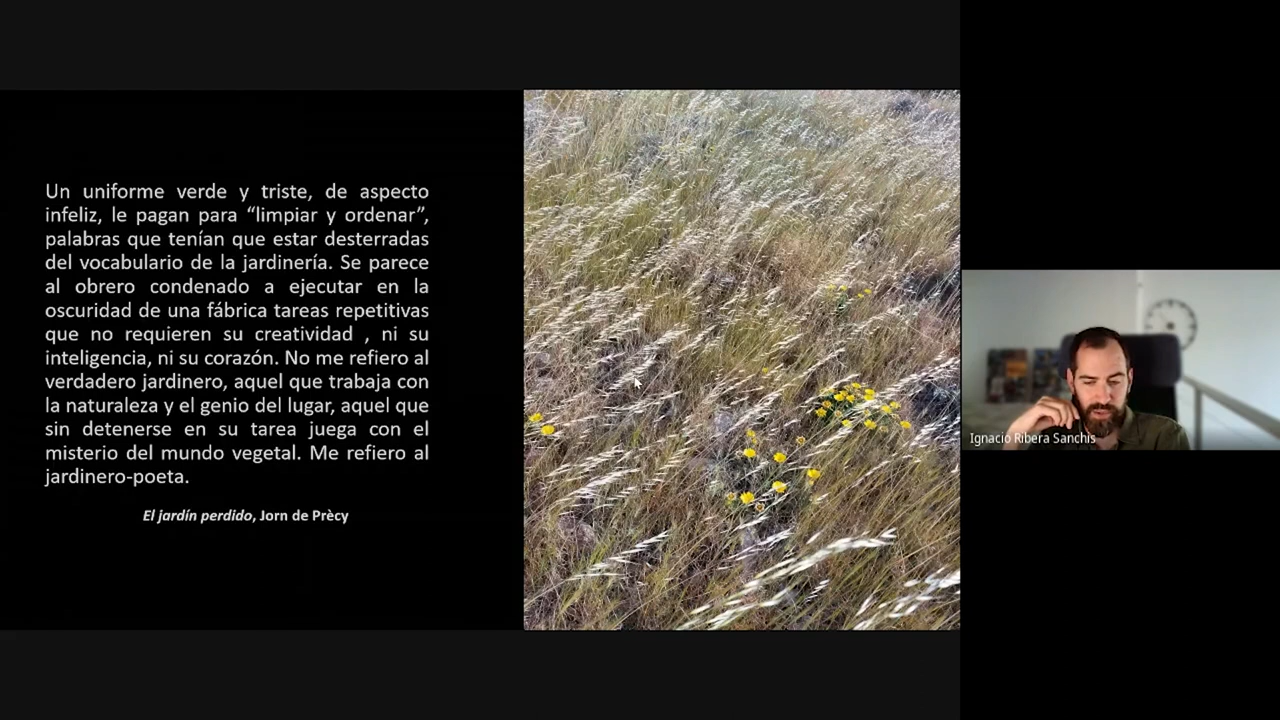 Un uniforme verde y triste, de aspecto
infeliz, le pagan para “limpiar y ordenar”,
palabras que tenían que estar desterradas
del vocabulario de la jardinería. Se parece
al obrero condenado a ejecutar en la
oscuridad de una fábrica tareas repetitivas
que no requieren su creatividad , ni su
inteligencia, ni su corazón. No me refiero al
verdadero jardinero, aquel que trabaja con
la naturaleza y el genio del lugar, aquel que
sin detenerse en su tarea juega con el
misterio del mundo vegetal. Me refiero al
jardinero-poeta.
El jardín perdido, Jorn de Prècy
Ignacio Ribera Sanchis